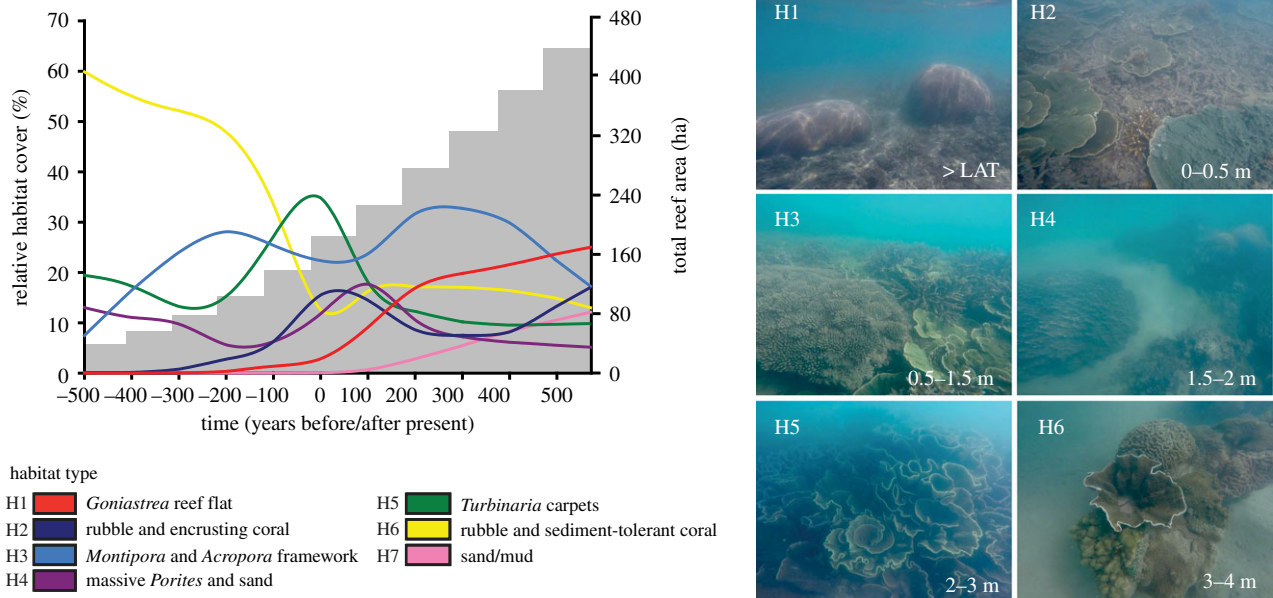 70
60
50
40
30
20
10
0
relative habitat cover (%)
480
400
320
240
160
80
0
total reef area (ha)
–500 –400 –300 –200 –100 0 100 200 300 400 500
time (years before/after present)
habitat type
H1 Goniastrea reef flat
H2 rubble and encrusting coral
H3 Montipora and Acropora framework
H4 massive Porites and sand
H5 Turbinaria carpets
H6 rubble and sediment-tolerant coral
H7 sand/mud
H1
> LAT
H2
0–0.5 m
H3
0.5–1.5 m
H4
1.5–2 m
H5
2–3 m
H6
3–4 m